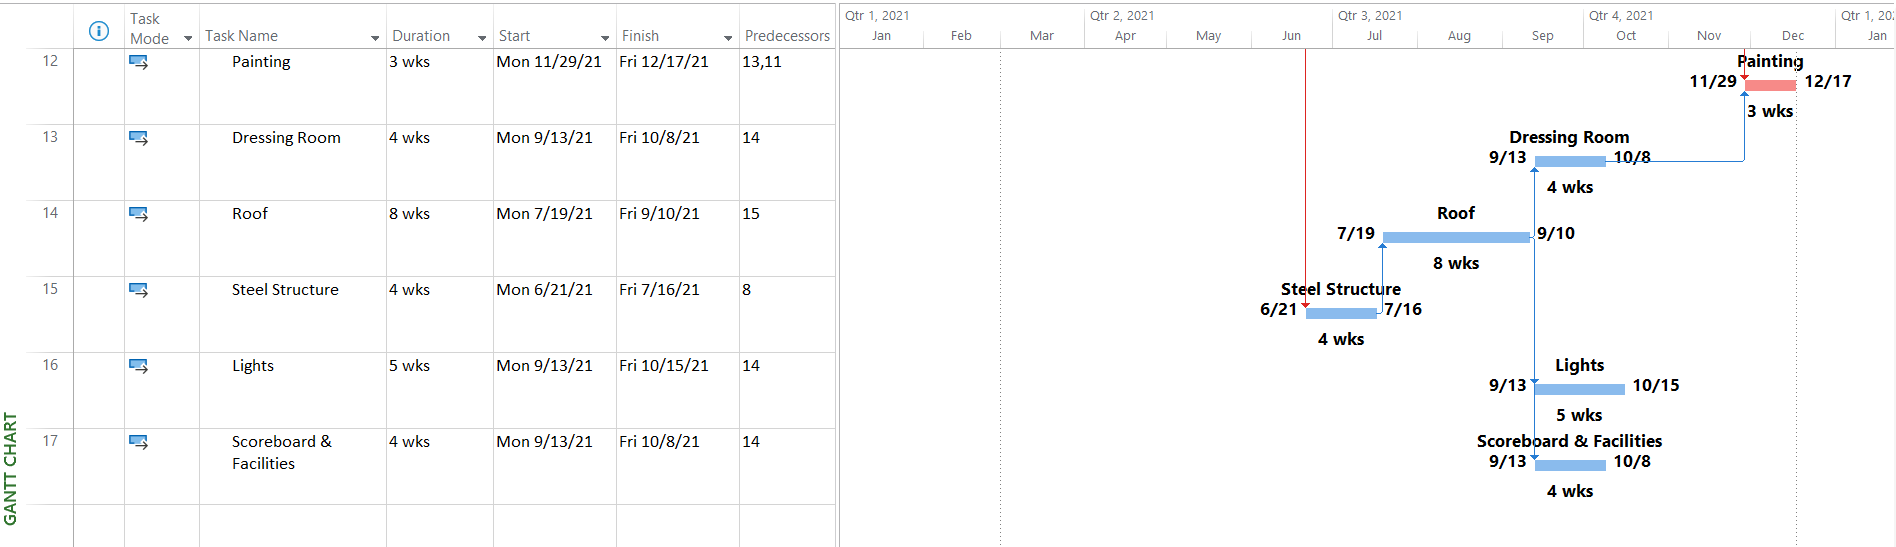 Task Mode
Task Name
Duration
Start
Finish
Predecessors
Qtr 1, 2021
Qtr 2, 2021
Qtr 3, 2021
Qtr 4, 2021
Qtr 1, 202
Jan
Feb
Mar
Apr
May
Jun
Jul
Aug
Sep
Oct
Nov
Dec
Jan
12 Painting 3 wks Mon 11/29/21 Fri 12/17/21 13,11
13 Dressing Room 4 wks Mon 9/13/21 Fri 10/8/21 14
14 Roof 8 wks Mon 7/19/21 Fri 9/10/21 15
15 Steel Structure 4 wks Mon 6/21/21 Fri 7/16/21 8
16 Lights 5 wks Mon 9/13/21 Fri 10/15/21 14
17 Scoreboard & 4 wks Mon 9/13/21 Fri 10/8/21 14
Facilities
Painting
11/29 12/17
3 wks
Dressing Room
9/13 10/8
4 wks
Roof
7/19 9/10
8 wks
Steel Structure
6/21 7/16
4 wks
Lights
9/13 10/15
5 wks
Scoreboard & Facilities
9/13 10/8
4 wks
GANTT CHART